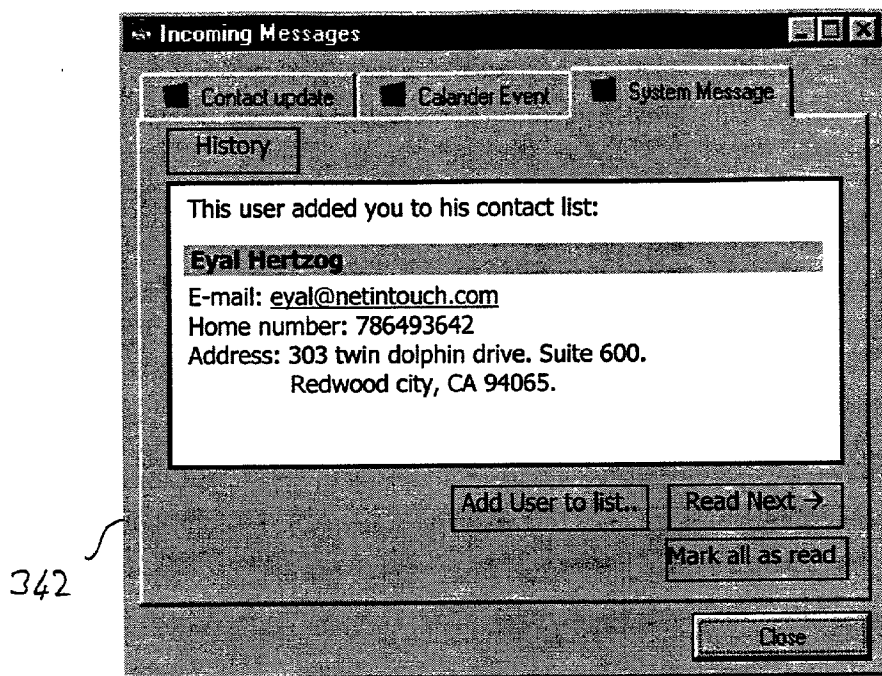 Incoming Messages
Contact update
Calander Event
System Message
History
This user added you to his contact list:
Eyal Hertzog
E-mail: eyal@netintouch.com
Home number: 786493642
Address: 303 twin dolphin drive. Suite 600.
Redwood city, CA 94065.
Add User to list..
Read Next →
Mark all as read
342
Close